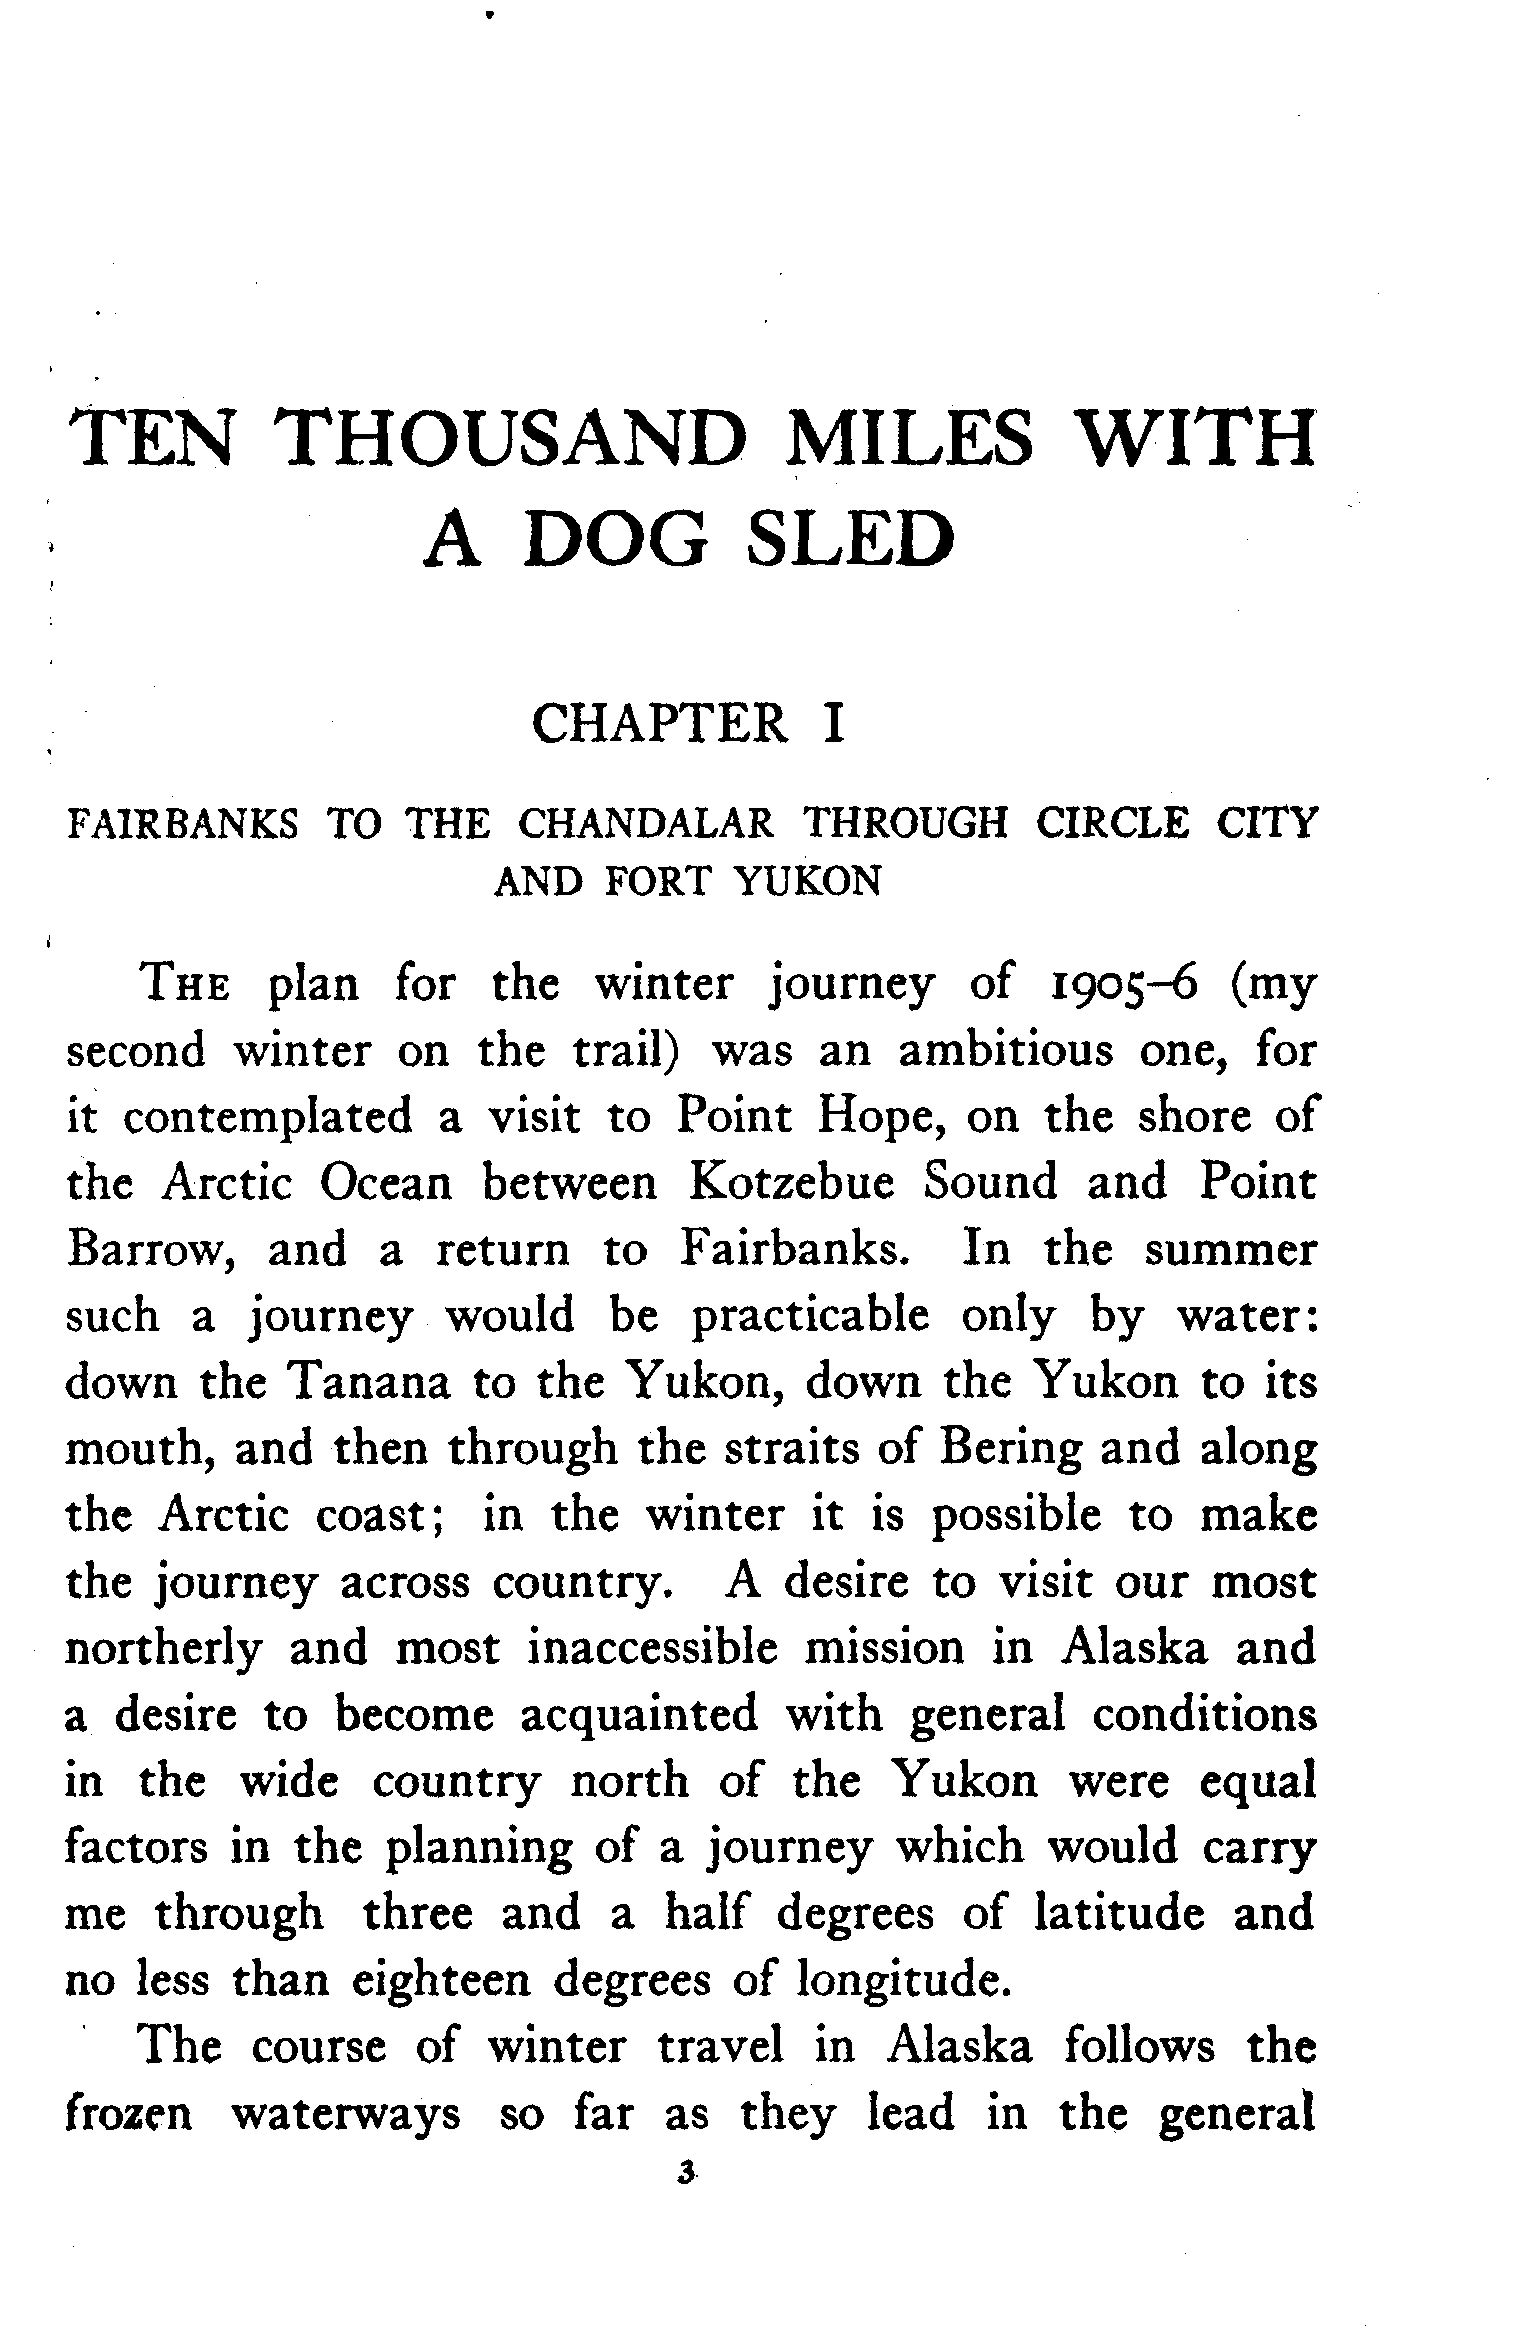 TEN THOUSAND MILES WITH
A DOG SLED
CHAPTER I
FAIRBANKS TO THE CHANDALAR THROUGH CIRCLE CITY
AND FORT YUKON
THE plan for the winter journey of 1905–6 (my
second winter on the trail) was an ambitious one, for
it contemplated a visit to Point Hope, on the shore of
the Arctic Ocean between Kotzebue Sound and Point
Barrow, and a return to Fairbanks. In the summer
such a journey would be practicable only by water:
down the Tanana to the Yukon, down the Yukon to its
mouth, and then through the straits of Bering and along
the Arctic coast; in the winter it is possible to make
the journey across country. A desire to visit our most
northerly and most inaccessible mission in Alaska and
a desire to become acquainted with general conditions
in the wide country north of the Yukon were equal
factors in the planning of a journey which would carry
me through three and a half degrees of latitude and
no less than eighteen degrees of longitude.
The course of winter travel in Alaska follows the
frozen waterways so far as they lead in the general
3